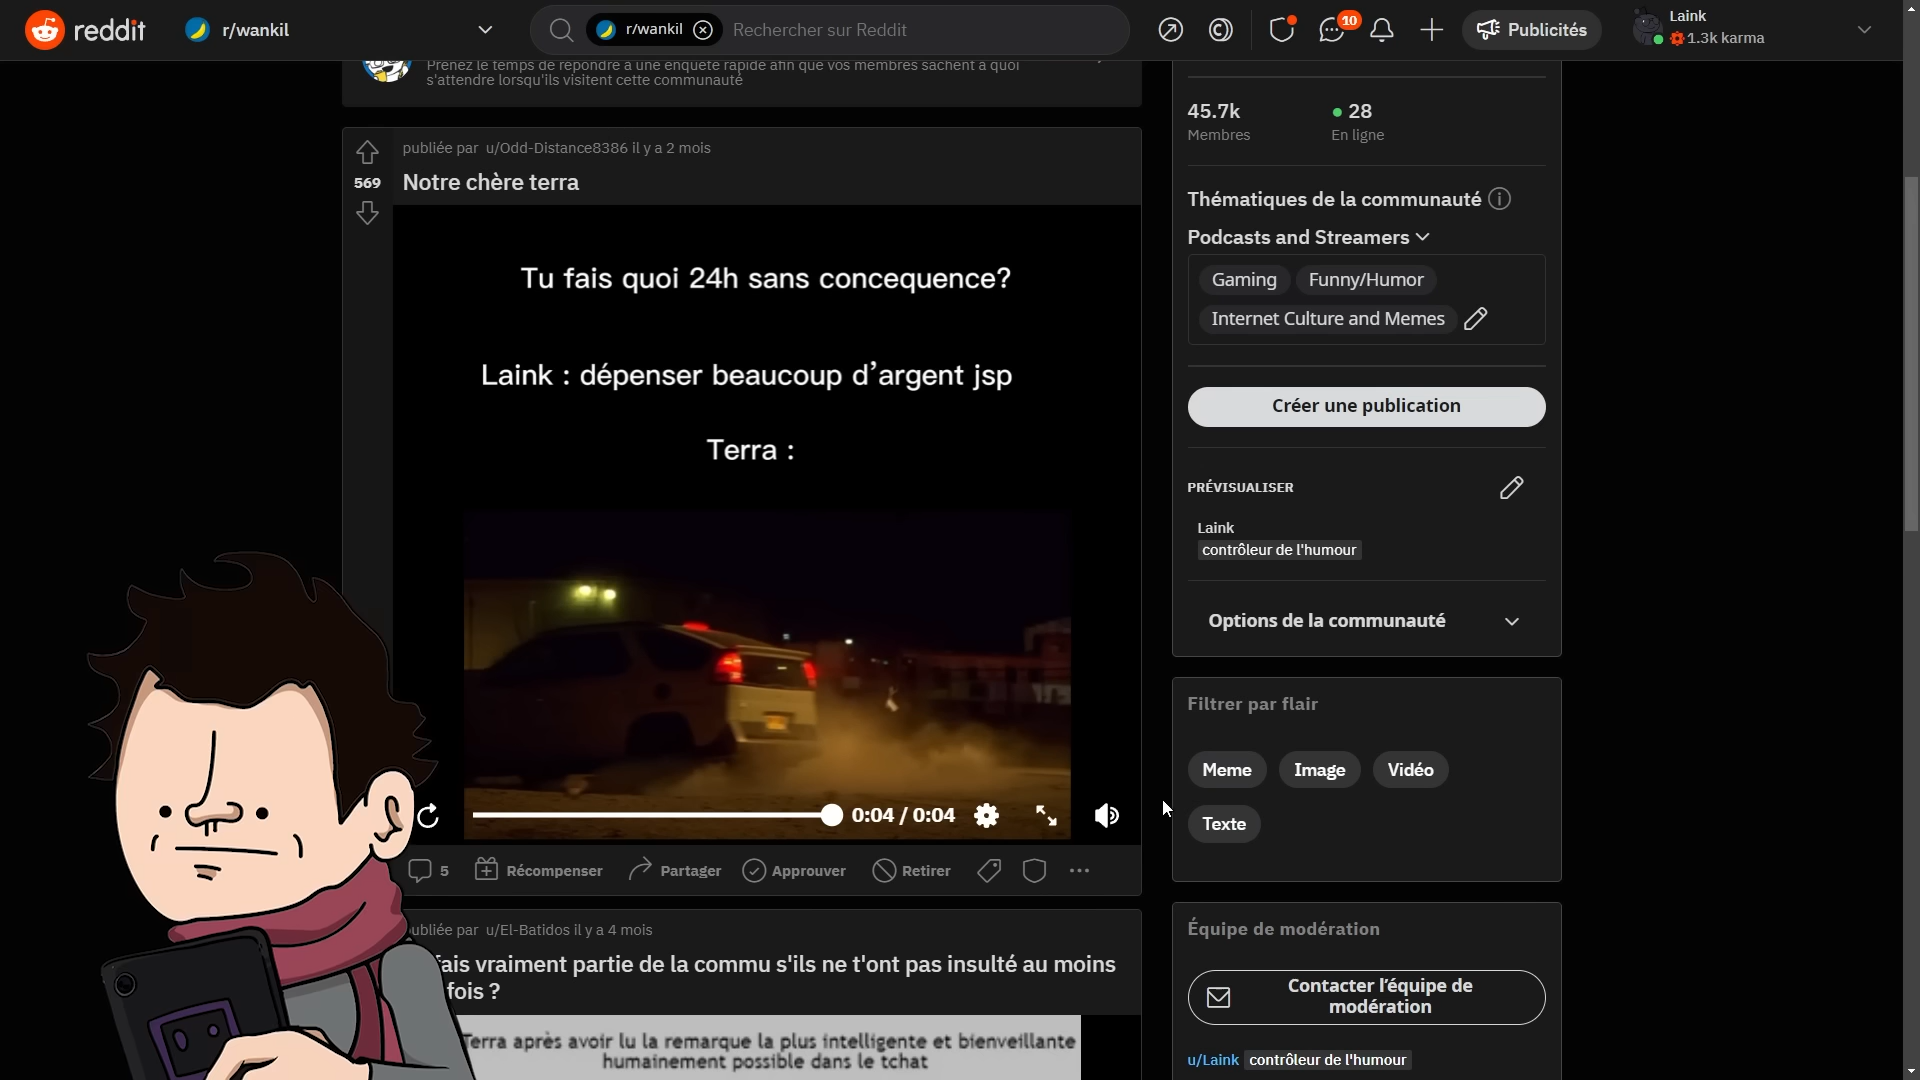 reddit
r/wankil
r/wankil
Rechercher sur Reddit
10
Publicités
Laink
1.3k karma
Prenez le temps de répondre à une enquête rapide afin que vos membres sachent à quoi
s'attendre lorsqu'ils visitent cette communauté
publiée par u/Odd-Distance8386 il y a 2 mois
569
Notre chère terra
Tu fais quoi 24h sans concequence?
Laink : dépenser beaucoup d’argent jsp
Terra :
0:04 / 0:04
5
Récompenser
Partager
Approuver
Retirer
publiée par u/El-Batidos il y a 4 mois
fais vraiment partie de la commu s'ils ne t'ont pas insulté au moins
fois ?
Terra après avoir lu la remarque la plus intelligente et bienveillante
humainement possible dans le tchat
45.7k
28
Membres
En ligne
Thématiques de la communauté
Podcasts and Streamers
Gaming
Funny/Humor
Internet Culture and Memes
Créer une publication
PRÉVISUALISER
Laink
contrôleur de l'humour
Options de la communauté
Filtrer par flair
Meme
Image
Vidéo
Texte
Équipe de modération
Contacter l’équipe de
modération
u/Laink contrôleur de l'humour